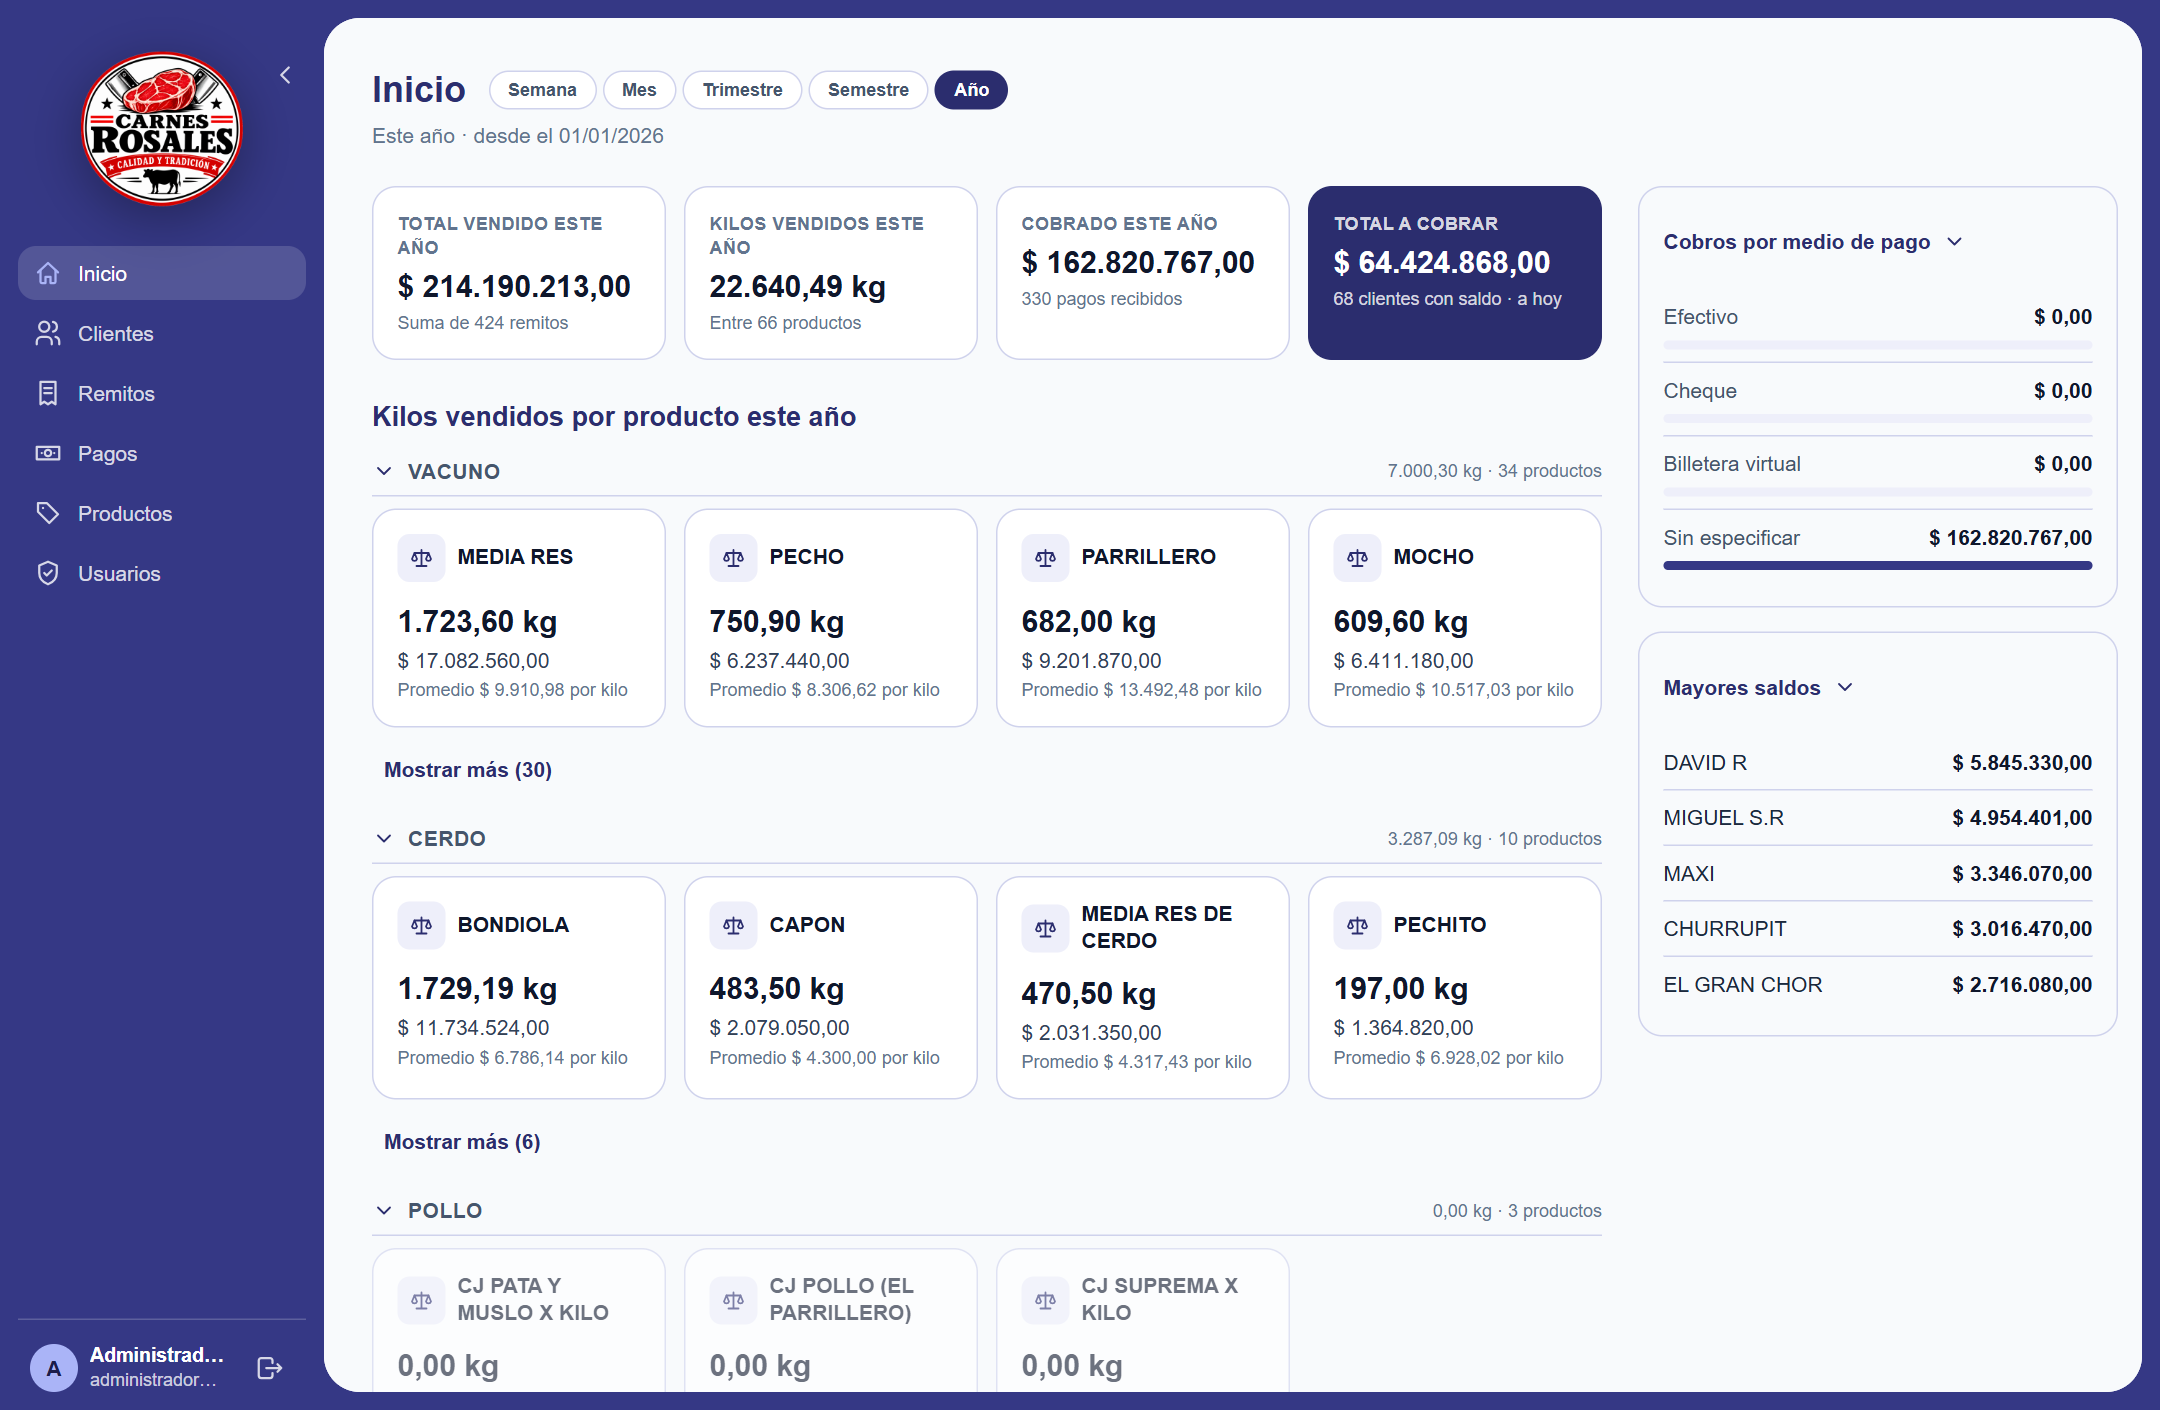 CARNES
ROSALES
CALIDAD Y TRADICIÓN
Inicio
Clientes
Remitos
Pagos
Productos
Usuarios
A
Administrad...
administrador...
Inicio
Semana
Mes
Trimestre
Semestre
Año
Este año · desde el 01/01/2026
TOTAL VENDIDO ESTE
AÑO
$ 214.190.213,00
Suma de 424 remitos
KILOS VENDIDOS ESTE
AÑO
22.640,49 kg
Entre 66 productos
COBRADO ESTE AÑO
$ 162.820.767,00
330 pagos recibidos
TOTAL A COBRAR
$ 64.424.868,00
68 clientes con saldo · a hoy
Kilos vendidos por producto este año
VACUNO
7.000,30 kg · 34 productos
MEDIA RES
1.723,60 kg
$ 17.082.560,00
Promedio $ 9.910,98 por kilo
PECHO
750,90 kg
$ 6.237.440,00
Promedio $ 8.306,62 por kilo
PARRILLERO
682,00 kg
$ 9.201.870,00
Promedio $ 13.492,48 por kilo
MOCHO
609,60 kg
$ 6.411.180,00
Promedio $ 10.517,03 por kilo
Mostrar más (30)
CERDO
3.287,09 kg · 10 productos
BONDIOLA
1.729,19 kg
$ 11.734.524,00
Promedio $ 6.786,14 por kilo
CAPON
483,50 kg
$ 2.079.050,00
Promedio $ 4.300,00 por kilo
MEDIA RES DE
CERDO
470,50 kg
$ 2.031.350,00
Promedio $ 4.317,43 por kilo
PECHITO
197,00 kg
$ 1.364.820,00
Promedio $ 6.928,02 por kilo
Mostrar más (6)
POLLO
0,00 kg · 3 productos
CJ PATA Y
MUSLO X KILO
0,00 kg
CJ POLLO (EL
PARRILLERO)
0,00 kg
CJ SUPREMA X
KILO
0,00 kg
Cobros por medio de pago
Efectivo
$ 0,00
Cheque
$ 0,00
Billetera virtual
$ 0,00
Sin especificar
$ 162.820.767,00
Mayores saldos
DAVID R
$ 5.845.330,00
MIGUEL S.R
$ 4.954.401,00
MAXI
$ 3.346.070,00
CHURRUPIT
$ 3.016.470,00
EL GRAN CHOR
$ 2.716.080,00